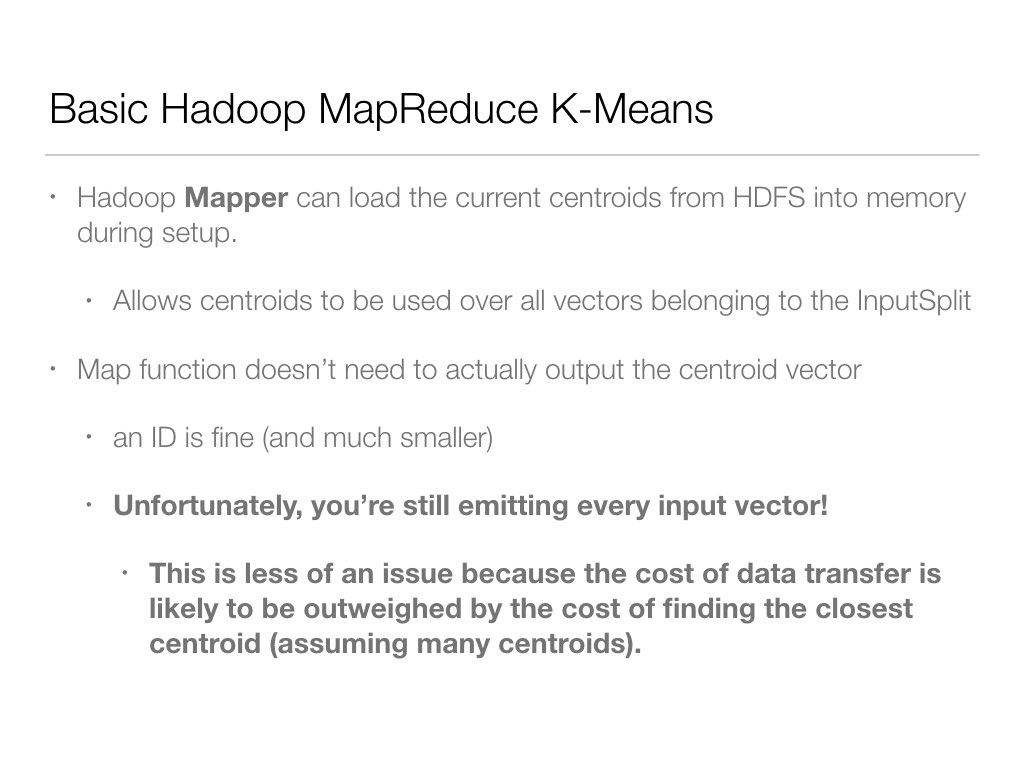 Basic Hadoop MapReduce K-Means
• Hadoop Mapper can load the current centroids from HDFS into memory
during setup.
• Allows centroids to be used over all vectors belonging to the InputSplit
• Map function doesn’t need to actually output the centroid vector
• an ID is fine (and much smaller)
• Unfortunately, you’re still emitting every input vector!
• This is less of an issue because the cost of data transfer is
likely to be outweighed by the cost of finding the closest
centroid (assuming many centroids).